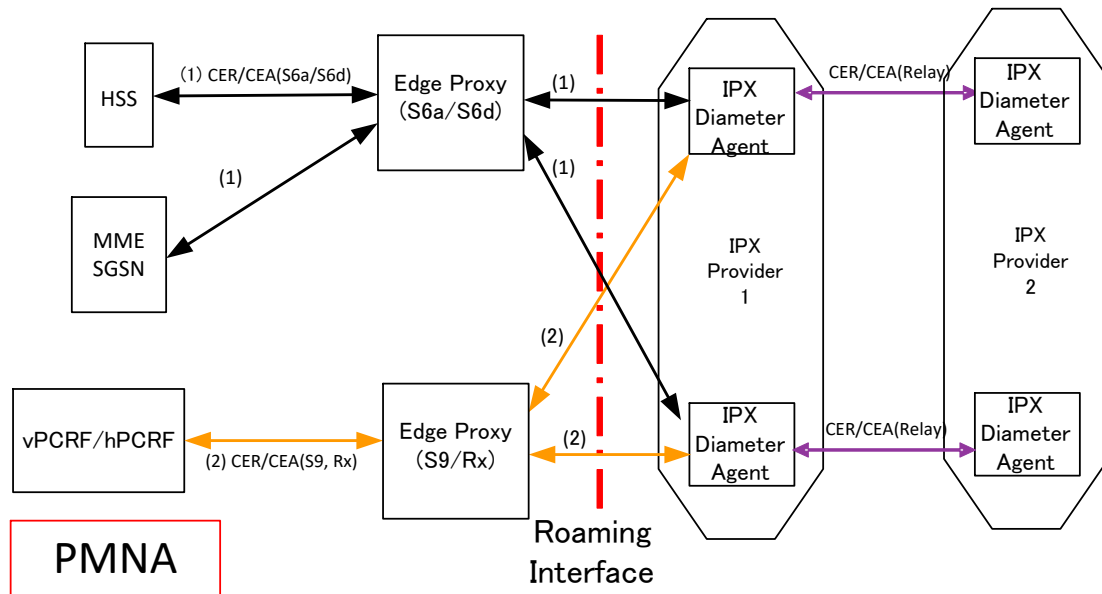 HSS
(1) CER/CEA(S6a/S6d)
Edge Proxy
(S6a/S6d)
(1)
IPX
Diameter
Agent
CER/CEA(Relay)
IPX
Diameter
Agent
(1)
(1)
MME
SGSN
IPX
Provider
1
IPX
Provider
2
(2)
vPCRF/hPCRF
(2) CER/CEA(S9, Rx)
Edge Proxy
(S9/Rx)
(2)
IPX
Diameter
Agent
CER/CEA(Relay)
IPX
Diameter
Agent
Roaming
Interface
PMNA